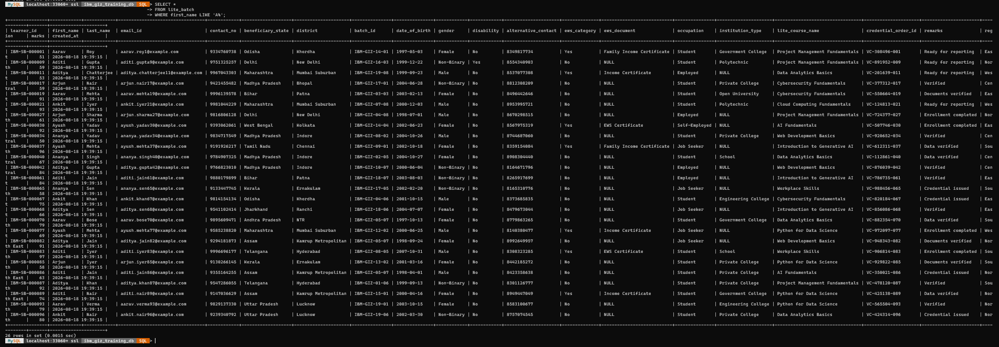 MySQL localhost:33060+ ssl ibm_giz_training_db SQL > SELECT *
-> FROM lite_batch
-> WHERE first_name LIKE 'A%';
| learner_id | first_name | last_name | email_id | contact_no | beneficiary_state | district | batch_id | date_of_birth | gender | disability | alternative_contact | ews_category | ews_document | occupation | institution_type | lite_course_name | credential_order_id | remarks | reg
ion | marks | created_at |
| IBM-SB-000001 | Aarav | Roy | aarav.roy1@example.com | 9334760738 | Odisha | Khordha | IBM-GIZ-14-01 | 1997-05-03 | Female | No | 8349817734 | Yes | Family Income Certificate | Student | Government College | Project Management Fundamentals | VC-308496-001 | Ready for reporting | Eas
t | 51 | 2026-08-18 19:39:15 |
| IBM-SB-000009 | Aditi | Gupta | aditi.gupta9@example.com | 9751325257 | Delhi | New Delhi | IBM-GIZ-16-03 | 1999-12-22 | Non-Binary | Yes | 8554340903 | No | NULL | Student | Polytechnic | Project Management Fundamentals | VC-891952-009 | Ready for reporting | Nor
th | 59 | 2026-08-18 19:39:15 |
| IBM-SB-000011 | Aditya | Chatterjee | aditya.chatterjee11@example.com | 9967043303 | Maharashtra | Mumbai Suburban | IBM-GIZ-19-08 | 1999-09-23 | Male | No | 8537077308 | Yes | Income Certificate | Employed | NULL | Data Analytics Basics | VC-201639-011 | Ready for reporting | Wes
t | 53 | 2026-08-18 19:39:15 |
| IBM-SB-000017 | Arjun | Nair | arjun.nair17@example.com | 9421455482 | Madhya Pradesh | Bhopal | IBM-GIZ-17-01 | 2004-06-28 | Non-Binary | No | 8812308209 | No | NULL | Student | Private College | Cybersecurity Fundamentals | VC-377312-017 | Verified | Cen
tral | 59 | 2026-08-18 19:39:15 |
| IBM-SB-000019 | Aarav | Mehta | aarav.mehta19@example.com | 9996139578 | Bihar | Patna | IBM-GIZ-03-03 | 2003-02-13 | Female | No | 8496442646 | No | NULL | Student | Open University | Cybersecurity Fundamentals | VC-550664-019 | Documents verified | Eas
t | 91 | 2026-08-18 19:39:15 |
| IBM-SB-000021 | Ankit | Iyer | ankit.iyer21@example.com | 9981044229 | Maharashtra | Mumbai Suburban | IBM-GIZ-07-08 | 2000-12-03 | Male | No | 8953995721 | No | NULL | Student | Polytechnic | Cloud Computing Fundamentals | VC-124813-021 | Ready for reporting | Wes
t | 93 | 2026-08-18 19:39:15 |
| IBM-SB-000027 | Arjun | Sharma | arjun.sharma27@example.com | 9816806128 | Delhi | New Delhi | IBM-GIZ-04-08 | 1998-07-01 | Male | No | 8670298515 | No | NULL | Employed | NULL | Project Management Fundamentals | VC-724377-027 | Enrollment completed | Nor
th | 61 | 2026-08-18 19:39:15 |
| IBM-SB-000030 | Ayush | Yadav | ayush.yadav30@example.com | 9393062061 | West Bengal | Kolkata | IBM-GIZ-14-04 | 2002-06-23 | Female | No | 8567975319 | Yes | EWS Certificate | Self-Employed | NULL | AI Fundamentals | VC-507746-030 | Enrollment completed | Eas
t | 92 | 2026-08-18 19:39:15 |
| IBM-SB-000034 | Ananya | Yadav | ananya.yadav34@example.com | 9834717549 | Madhya Pradesh | Indore | IBM-GIZ-08-02 | 2004-10-26 | Male | No | 8744687060 | No | NULL | Student | Private College | Web Development Basics | VC-920652-034 | Verified | Cen
tral | 50 | 2026-08-18 19:39:15 |
| IBM-SB-000037 | Ayush | Mehta | ayush.mehta37@example.com | 9191926217 | Tamil Nadu | Chennai | IBM-GIZ-09-01 | 2002-10-18 | Female | No | 8359154084 | Yes | Family Income Certificate | Job Seeker | NULL | Introduction to Generative AI | VC-612311-037 | Data verified | Sou
th | 96 | 2026-08-18 19:39:15 |
| IBM-SB-000040 | Ananya | Singh | ananya.singh40@example.com | 9784907325 | Madhya Pradesh | Indore | IBM-GIZ-02-05 | 2004-10-27 | Female | No | 8908304440 | No | NULL | Student | School | Data Analytics Basics | VC-112861-040 | Data verified | Cen
tral | 67 | 2026-08-18 19:39:15 |
| IBM-SB-000042 | Aditya | Gupta | aditya.gupta42@example.com | 9766823010 | Madhya Pradesh | Indore | IBM-GIZ-10-07 | 2000-06-04 | Non-Binary | No | 8164671796 | No | NULL | Employed | NULL | Web Development Basics | VC-876039-042 | Verified | Cen
tral | 84 | 2026-08-18 19:39:15 |
| IBM-SB-000061 | Aditi | Jain | aditi.jain61@example.com | 9880179899 | Bihar | Patna | IBM-GIZ-18-07 | 2003-08-03 | Non-Binary | No | 8265917699 | No | NULL | Employed | NULL | Introduction to Generative AI | VC-786735-061 | Verified | Eas
t | 84 | 2026-08-18 19:39:15 |
| IBM-SB-000065 | Ananya | Sen | ananya.sen65@example.com | 9133447745 | Kerala | Ernakulam | IBM-GIZ-17-05 | 2002-02-20 | Female | No | 8165310776 | No | NULL | Job Seeker | NULL | Workplace Skills | VC-988456-065 | Credential issued | Sou
th | 58 | 2026-08-18 19:39:15 |
| IBM-SB-000067 | Ankit | Khan | ankit.khan67@example.com | 9814154134 | Odisha | Khordha | IBM-GIZ-04-06 | 2001-10-15 | Male | No | 8373685835 | No | NULL | Student | Engineering College | Cybersecurity Fundamentals | VC-820184-067 | Credential issued | Eas
t | 75 | 2026-08-18 19:39:15 |
| IBM-SB-000068 | Aditya | Sen | aditya.sen68@example.com | 9541102414 | Jharkhand | Ranchi | IBM-GIZ-18-06 | 2004-07-07 | Female | No | 8479673044 | No | NULL | Job Seeker | NULL | Introduction to Generative AI | VC-856086-068 | Verified | Eas
t | 66 | 2026-08-18 19:39:15 |
| IBM-SB-000070 | Aarav | Bose | aarav.bose70@example.com | 9895609471 | Andhra Pradesh | NTR | IBM-GIZ-05-07 | 1997-10-13 | Female | No | 8779863265 | No | NULL | Student | Government College | Data Analytics Basics | VC-882354-070 | Data verified | Sou
th | 79 | 2026-08-18 19:39:15 |
| IBM-SB-000077 | Ayush | Mehta | ayush.mehta77@example.com | 9585238820 | Maharashtra | Mumbai Suburban | IBM-GIZ-12-02 | 2000-06-25 | Male | No | 8140380477 | Yes | Income Certificate | Job Seeker | NULL | Python for Data Science | VC-972097-077 | Enrollment completed | Wes
t | 69 | 2026-08-18 19:39:15 |
| IBM-SB-000082 | Aditya | Jain | aditya.jain82@example.com | 9294181873 | Assam | Kamrup Metropolitan | IBM-GIZ-05-07 | 1998-09-24 | Female | No | 8992649957 | No | NULL | Job Seeker | NULL | Web Development Basics | VC-948343-082 | Documents verified | Nor
th East | 91 | 2026-08-18 19:39:15 |
| IBM-SB-000083 | Aditi | Iyer | aditi.iyer83@example.com | 9996696177 | Telangana | Hyderabad | IBM-GIZ-08-05 | 2007-10-31 | Male | No | 8308323285 | Yes | EWS Certificate | Student | School | Workplace Skills | VC-906814-083 | Enrollment completed | Sou
th | 97 | 2026-08-18 19:39:15 |
| IBM-SB-000085 | Arjun | Iyer | arjun.iyer85@example.com | 9130266145 | Kerala | Ernakulam | IBM-GIZ-13-02 | 2001-03-16 | Female | No | 8442185272 | No | NULL | Student | Private College | Python for Data Science | VC-929822-085 | Documents verified | Sou
th | 58 | 2026-08-18 19:39:15 |
| IBM-SB-000086 | Aditi | Jain | aditi.jain86@example.com | 9355164255 | Assam | Kamrup Metropolitan | IBM-GIZ-05-07 | 1998-04-01 | Male | No | 8423358638 | No | NULL | Student | Private College | AI Fundamentals | VC-350021-086 | Credential issued | Nor
th East | 63 | 2026-08-18 19:39:15 |
| IBM-SB-000087 | Aditya | Khan | aditya.khan87@example.com | 9547286055 | Telangana | Hyderabad | IBM-GIZ-01-06 | 1999-09-13 | Non-Binary | No | 8301126777 | No | NULL | Student | Private College | Project Management Fundamentals | VC-478120-087 | Verified | Sou
th | 92 | 2026-08-18 19:39:15 |
| IBM-SB-000089 | Aditi | Nair | aditi.nair89@example.com | 9147036629 | Assam | Kamrup Metropolitan | IBM-GIZ-15-01 | 2000-04-16 | Female | No | 8949447049 | Yes | Income Certificate | Student | Government College | Python for Data Science | VC-425138-089 | Data verified | Nor
th East | 74 | 2026-08-18 19:39:15 |
| IBM-SB-000093 | Aarav | Verma | aarav.verma93@example.com | 9829137330 | Uttar Pradesh | Lucknow | IBM-GIZ-19-01 | 2003-10-15 | Female | No | 8583100677 | No | NULL | Student | Engineering College | Python for Data Science | VC-565504-093 | Verified | Nor
th | 79 | 2026-08-18 19:39:15 |
| IBM-SB-000096 | Ankit | Nair | ankit.nair96@example.com | 9239340792 | Uttar Pradesh | Lucknow | IBM-GIZ-19-06 | 2002-03-30 | Non-Binary | No | 8757074545 | No | NULL | Student | Private College | Data Analytics Basics | VC-424314-096 | Credential issued | Nor
th | 80 | 2026-08-18 19:39:15 |
26 rows in set (0.0015 sec)
MySQL localhost:33060+ ssl ibm_giz_training_db SQL >